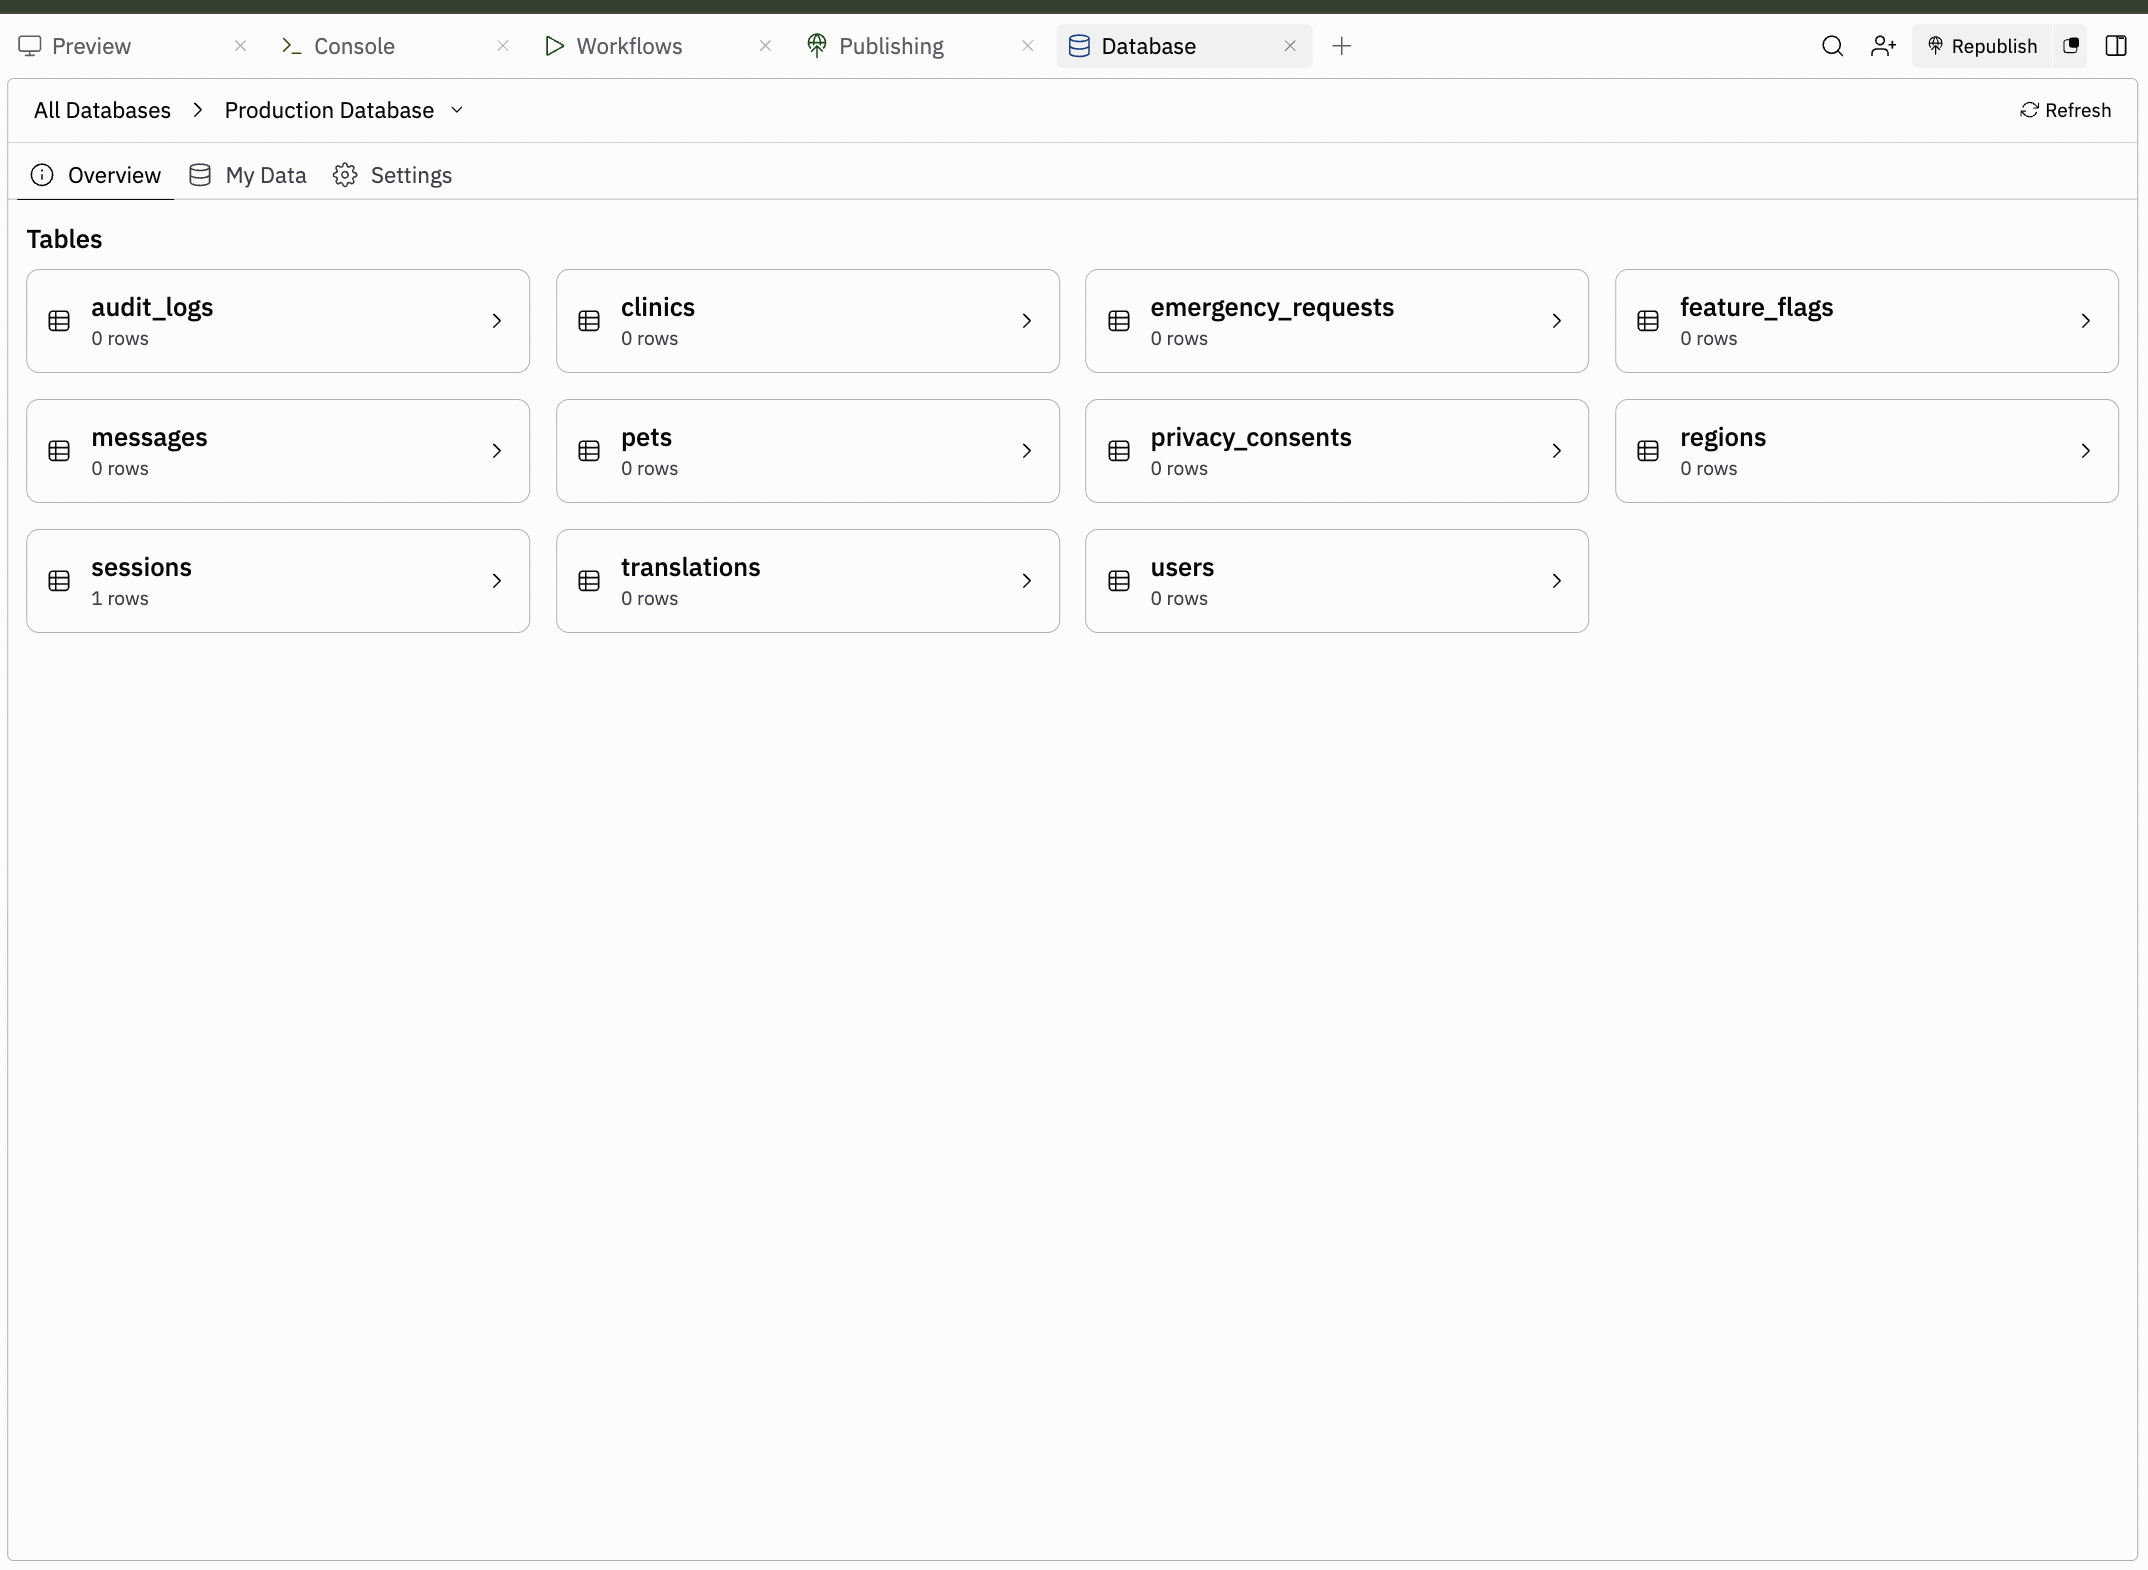 Preview
Console
Workflows
Publishing
Database
Republish
All Databases
Production Database
Refresh
Overview
My Data
Settings
Tables
audit_logs
0 rows
clinics
0 rows
emergency_requests
0 rows
feature_flags
0 rows
messages
0 rows
pets
0 rows
privacy_consents
0 rows
regions
0 rows
sessions
1 rows
translations
0 rows
users
0 rows